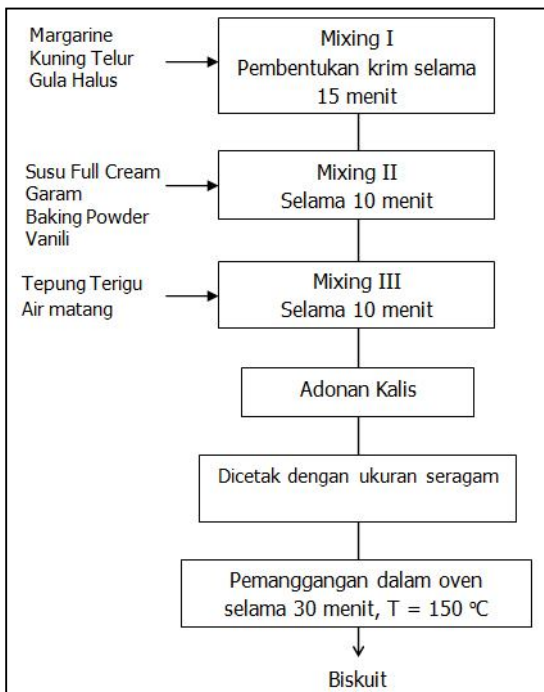 Margarine
Kuning Telur
Gula Halus
Mixing I
Pembentukan krim selama
15 menit
Susu Full Cream
Garam
Baking Powder
Vanili
Mixing II
Selama 10 menit
Tepung Terigu
Air matang
Mixing III
Selama 10 menit
Adonan Kalis
Dicetak dengan ukuran seragam
Pemanggangan dalam oven
selama 30 menit, T = 150 °C
Biskuit